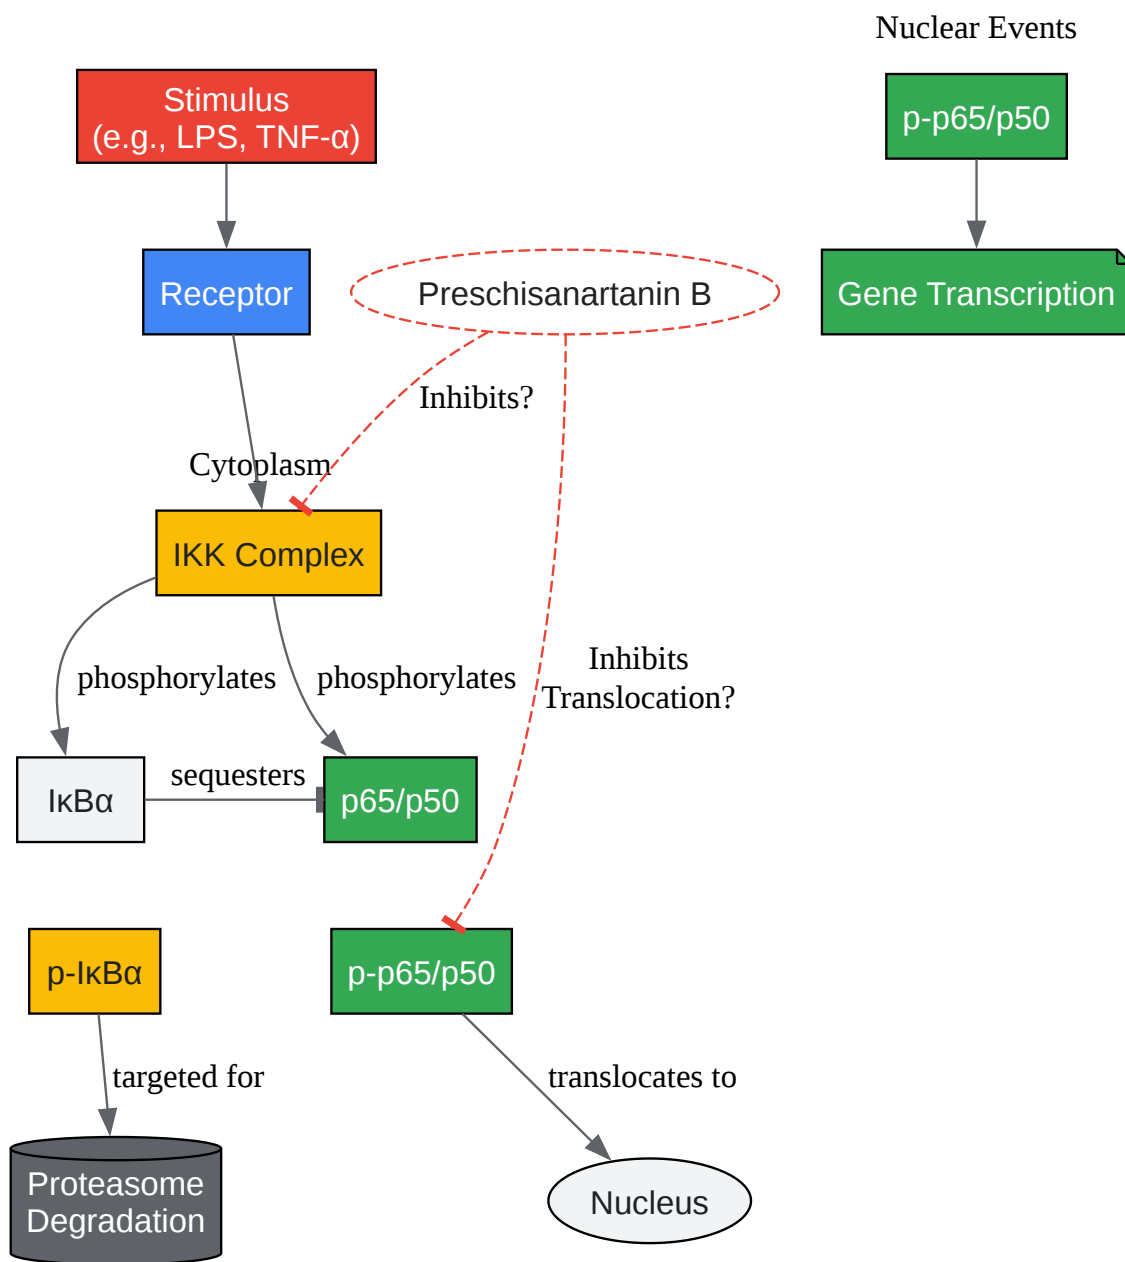 Nuclear Events
Stimulus
(e.g., LPS, TNF-α)
p-p65/p50
Receptor
Preschisanartanin B
Gene Transcription
Inhibits?
Cytoplasm
IKK Complex
phosphorylates
phosphorylates
Inhibits
Translocation?
IκBα
sequesters
p65/p50
p-IκBα
p-p65/p50
targeted for
translocates to
Proteasome
Degradation
Nucleus